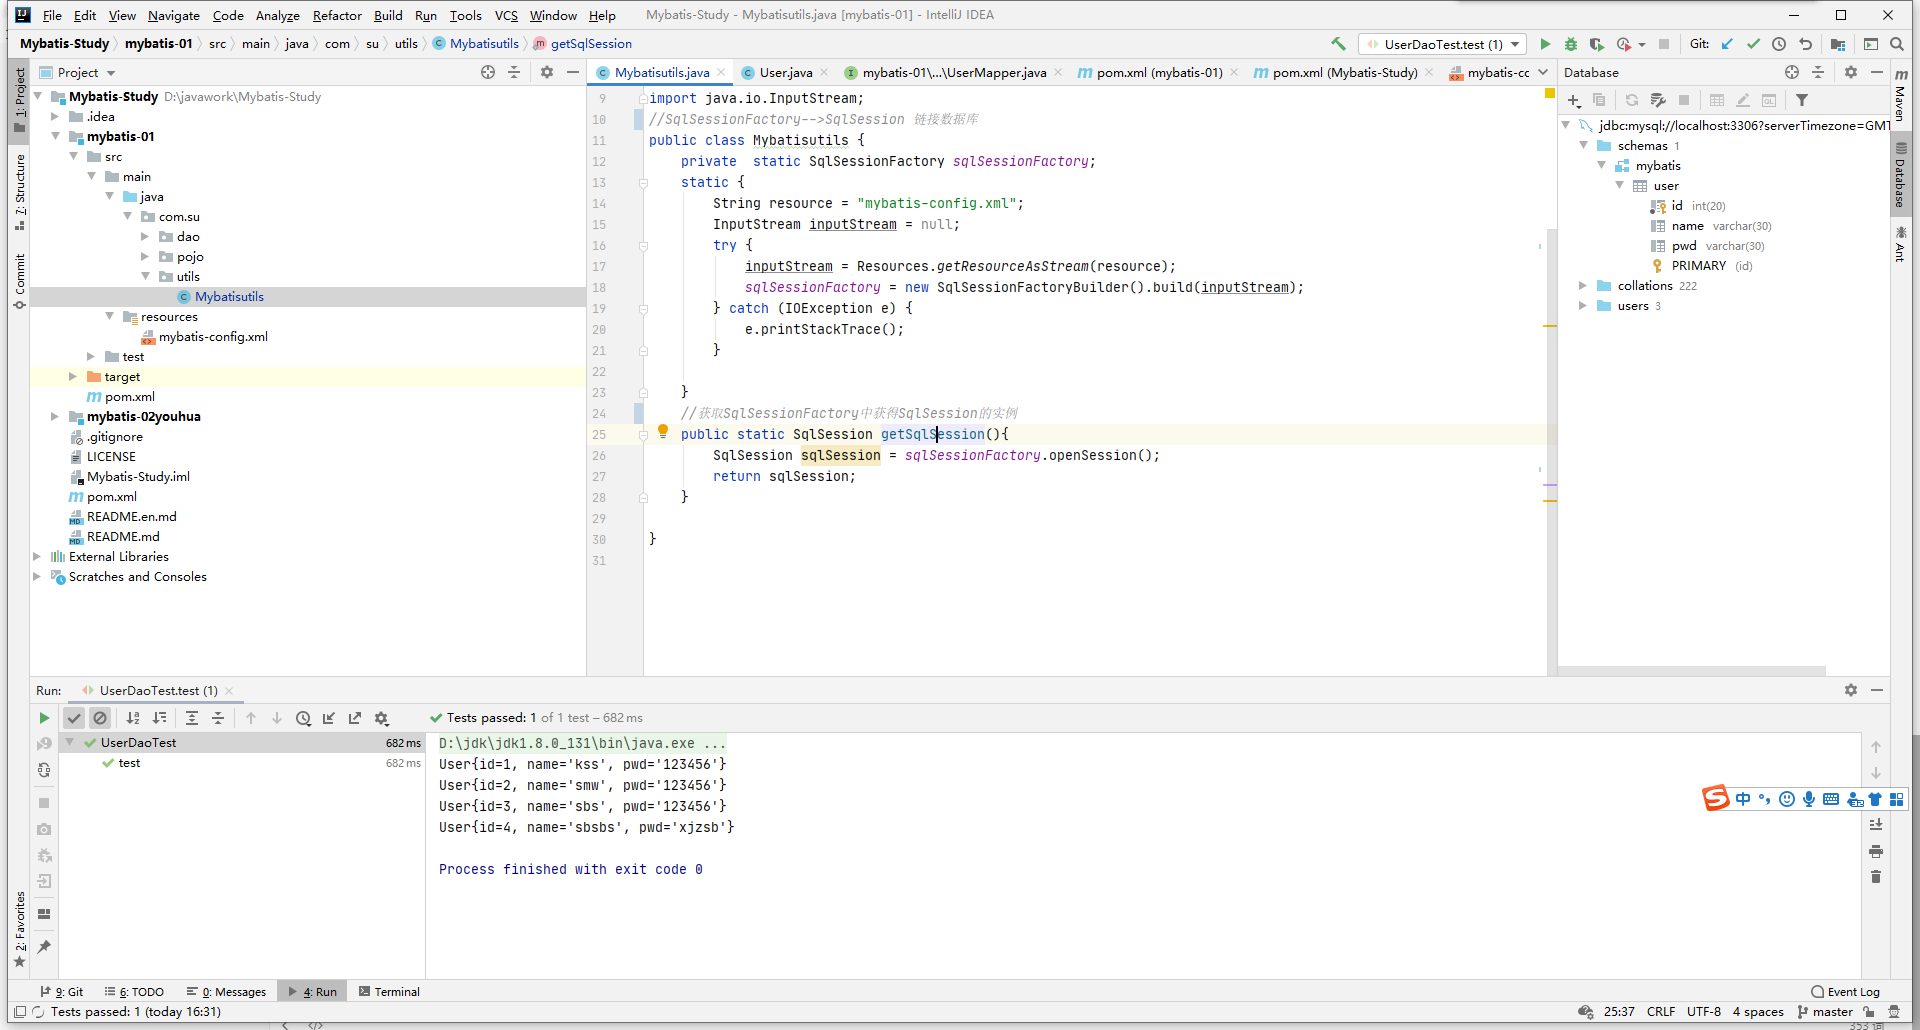 File Edit View Navigate Code Analyze Refactor Build Run Tools VCS Window Help Mybatis-Study - Mybatisutils.java [mybatis-01] - IntelliJ IDEA
Mybatis-Study mybatis-01 src main java com su utils Mybatisutils getSqlSession UserDaoTest.test (1) Git:
Project
Mybatis-Study D:\javawork\Mybatis-Study
.idea
mybatis-01
src
main
java
com.su
dao
pojo
utils
Mybatisutils
resources
mybatis-config.xml
test
target
pom.xml
mybatis-02youhua
.gitignore
LICENSE
Mybatis-Study.iml
pom.xml
README.en.md
README.md
External Libraries
Scratches and Consoles
1: Project
7: Structure
Commit
2: Favorites
Mybatisutils.java User.java mybatis-01\...\UserMapper.java pom.xml (mybatis-01) pom.xml (Mybatis-Study) mybatis-cc
9 import java.io.InputStream;
10 //SqlSessionFactory-->SqlSession 链接数据库
11 public class Mybatisutils {
12 private  static SqlSessionFactory sqlSessionFactory;
13 static {
14 String resource = "mybatis-config.xml";
15 InputStream inputStream = null;
16 try {
17 inputStream = Resources.getResourceAsStream(resource);
18 sqlSessionFactory = new SqlSessionFactoryBuilder().build(inputStream);
19 } catch (IOException e) {
20 e.printStackTrace();
21 }
22
23 }
24 //获取SqlSessionFactory中获得SqlSession的实例
25 public static SqlSession getSqlSession(){
26 SqlSession sqlSession = sqlSessionFactory.openSession();
27 return sqlSession;
28 }
29
30 }
31
Database
jdbc:mysql://localhost:3306?serverTimezone=GMT
schemas 1
mybatis
user
id int(20)
name varchar(30)
pwd varchar(30)
PRIMARY (id)
collations 222
users 3
Maven
Database
Ant
Run: UserDaoTest.test (1)
Tests passed: 1 of 1 test – 682 ms
UserDaoTest 682 ms
test 682 ms
D:\jdk\jdk1.8.0_131\bin\java.exe ...
User{id=1, name='kss', pwd='123456'}
User{id=2, name='smw', pwd='123456'}
User{id=3, name='sbs', pwd='123456'}
User{id=4, name='sbsbs', pwd='xjzsb'}
Process finished with exit code 0
中
9: Git 6: TODO 0: Messages 4: Run Terminal Event Log
Tests passed: 1 (today 16:31) 25:37 CRLF UTF-8 4 spaces master